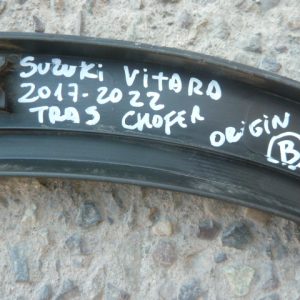 SUZUKI VITARA
2017-2022
TRAS CHOFER
ORIGIN
B